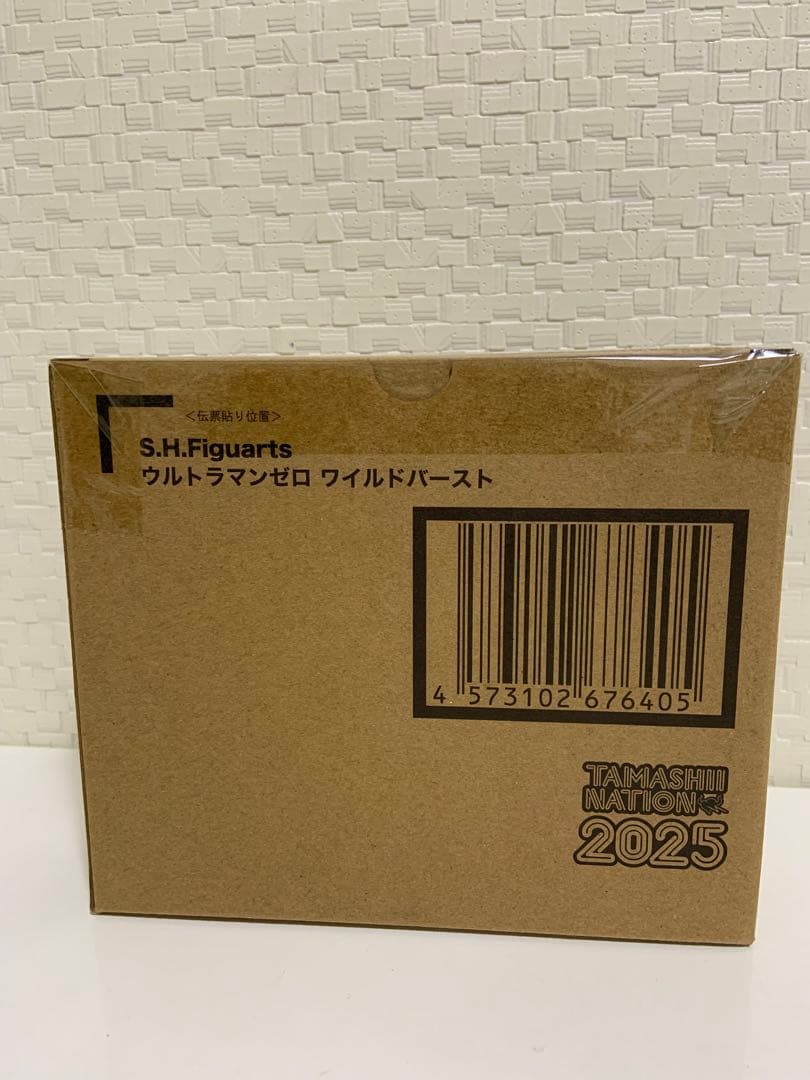 ＜伝票貼り位置＞
S.H.Figuarts
ウルトラマンゼロ ワイルドバースト
4 573102 676405
TAMASHII
NATION
2025